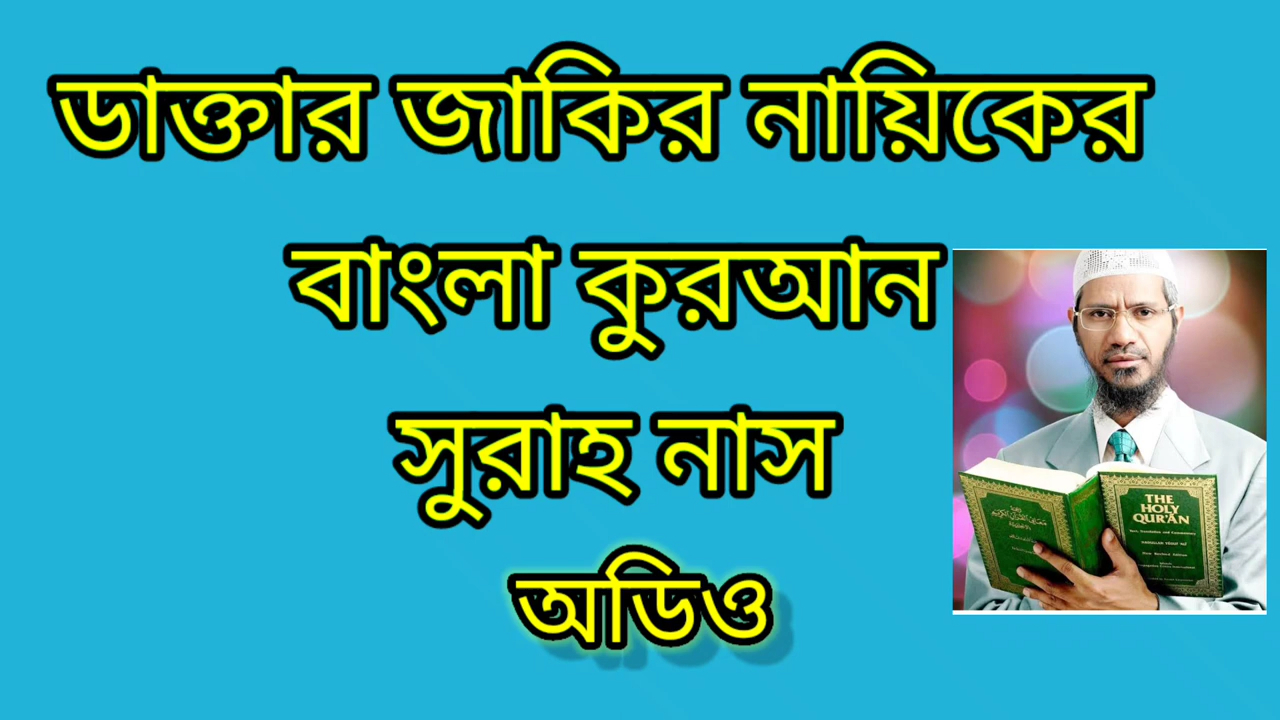 ডাক্তার জাকির নায়িকের
বাংলা কুরআন
সুরাহ নাস
অডিও
THE
HOLY
QUR'AN